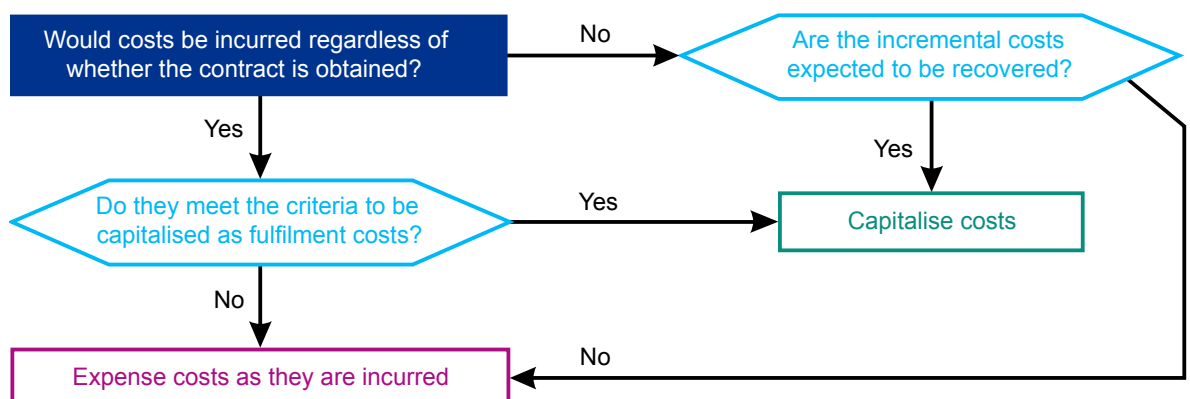 Would costs be incurred regardless of
whether the contract is obtained?
No
Are the incremental costs
expected to be recovered?
Yes
Yes
Do they meet the criteria to be
capitalised as fulfilment costs?
Yes
Capitalise costs
No
Expense costs as they are incurred
No